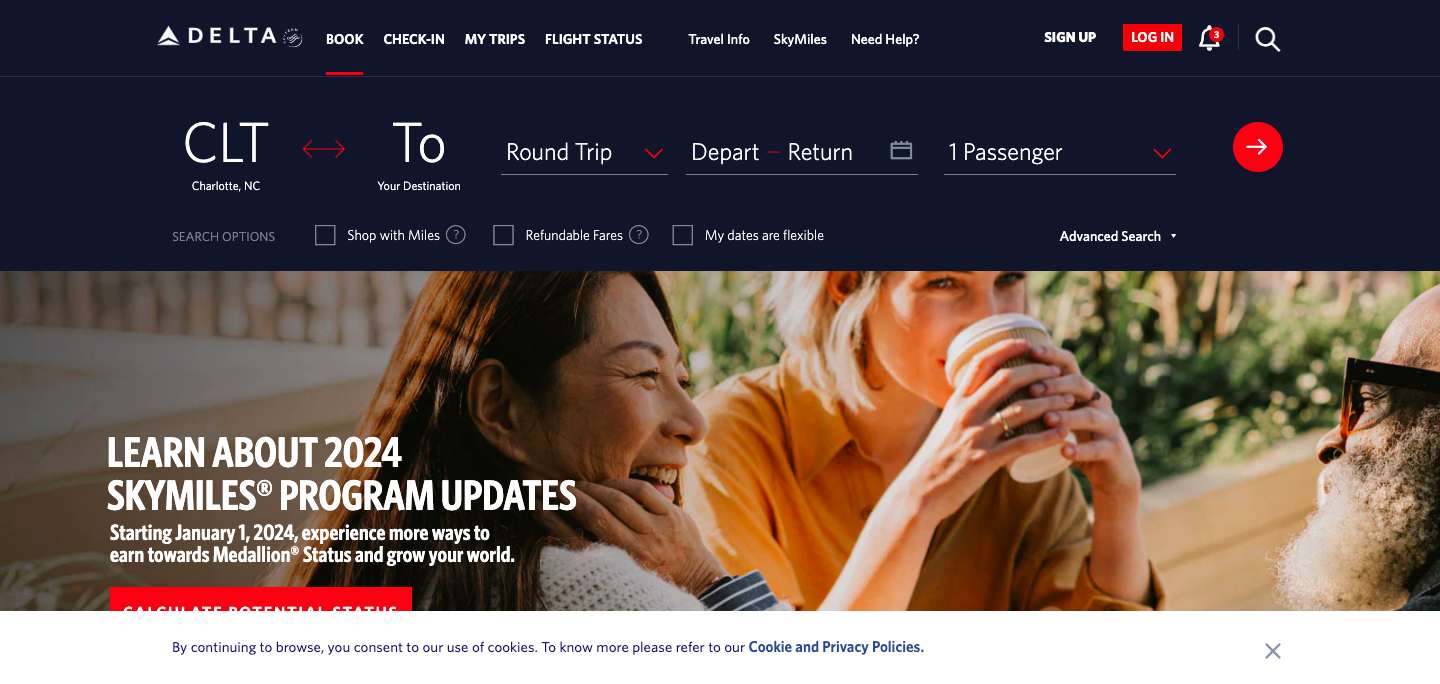 DELTA
BOOK CHECK-IN MY TRIPS FLIGHT STATUS Travel Info SkyMiles Need Help? SIGN UP LOG IN 3
CLT To
Round Trip Depart — Return 1 Passenger
Charlotte, NC Your Destination
SEARCH OPTIONS Shop with Miles ? Refundable Fares ? My dates are flexible Advanced Search
LEARN ABOUT 2024
SKYMILES® PROGRAM UPDATES
Starting January 1, 2024, experience more ways to
earn towards Medallion® Status and grow your world.
CALCULATE POTENTIAL STATUS
By continuing to browse, you consent to our use of cookies. To know more please refer to our Cookie and Privacy Policies.